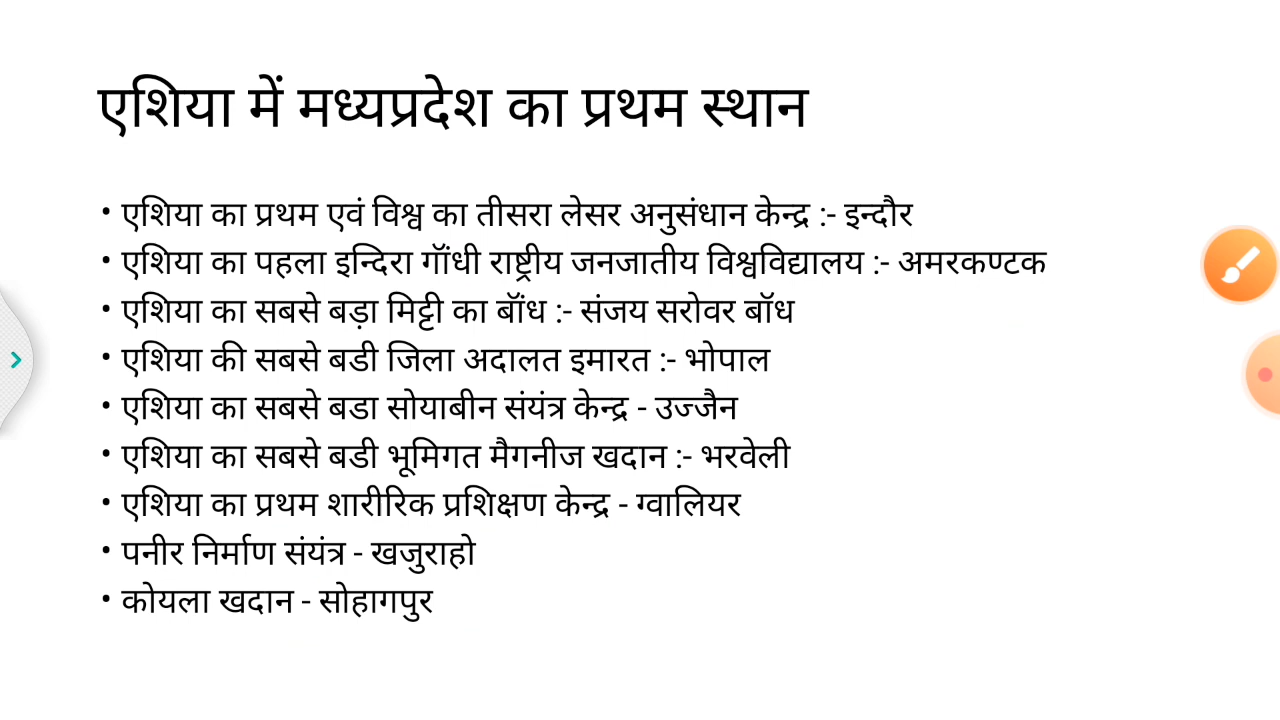 एशिया में मध्यप्रदेश का प्रथम स्थान
• एशिया का प्रथम एवं विश्व का तीसरा लेसर अनुसंधान केन्द्र :- इन्दौर
• एशिया का पहला इन्दिरा गॉंधी राष्ट्रीय जनजातीय विश्वविद्यालय :- अमरकण्टक
• एशिया का सबसे बड़ा मिट्टी का बॉंध :- संजय सरोवर बॉध
• एशिया की सबसे बडी जिला अदालत इमारत :- भोपाल
• एशिया का सबसे बडा सोयाबीन संयंत्र केन्द्र - उज्जैन
• एशिया का सबसे बडी भूमिगत मैगनीज खदान :- भरवेली
• एशिया का प्रथम शारीरिक प्रशिक्षण केन्द्र - ग्वालियर
• पनीर निर्माण संयंत्र - खजुराहो
• कोयला खदान - सोहागपुर